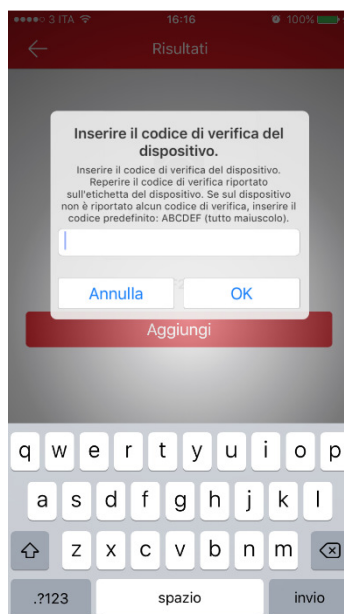 3 ITA 16:16 100%
Risultati
Inserire il codice di verifica del
dispositivo.
Inserire il codice di verifica del dispositivo.
Reperire il codice di verifica riportato
sull'etichetta del dispositivo. Se sul dispositivo
non è riportato alcun codice di verifica, inserire il
codice predefinito: ABCDEF (tutto maiuscolo).
Annulla OK
Aggiungi
q w e r t y u i o p
a s d f g h j k l
z x c v b n m
.?123 spazio invio